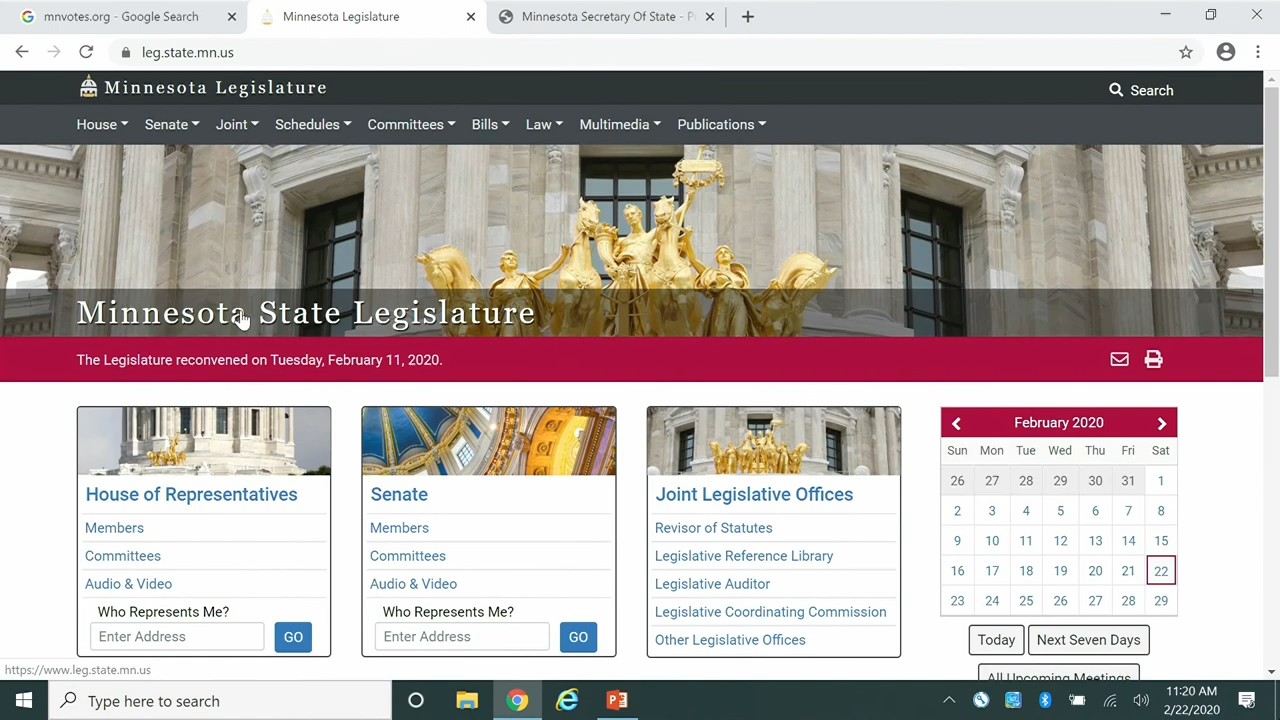 mnvotes.org - Google Search
Minnesota Legislature
Minnesota Secretary Of State - P
leg.state.mn.us
Minnesota Legislature
Search
House Senate Joint Schedules Committees Bills Law Multimedia Publications
Minnesota State Legislature
The Legislature reconvened on Tuesday, February 11, 2020.
House of Representatives
Members
Committees
Audio & Video
Who Represents Me?
Enter Address GO
Senate
Members
Committees
Audio & Video
Who Represents Me?
Enter Address GO
Joint Legislative Offices
Revisor of Statutes
Legislative Reference Library
Legislative Auditor
Legislative Coordinating Commission
Other Legislative Offices
February 2020
Sun Mon Tue Wed Thu Fri Sat
26 27 28 29 30 31 1
2 3 4 5 6 7 8
9 10 11 12 13 14 15
16 17 18 19 20 21 22
23 24 25 26 27 28 29
Today Next Seven Days
All Upcoming Meetings
https://www.leg.state.mn.us
Type here to search
11:20 AM
2/22/2020